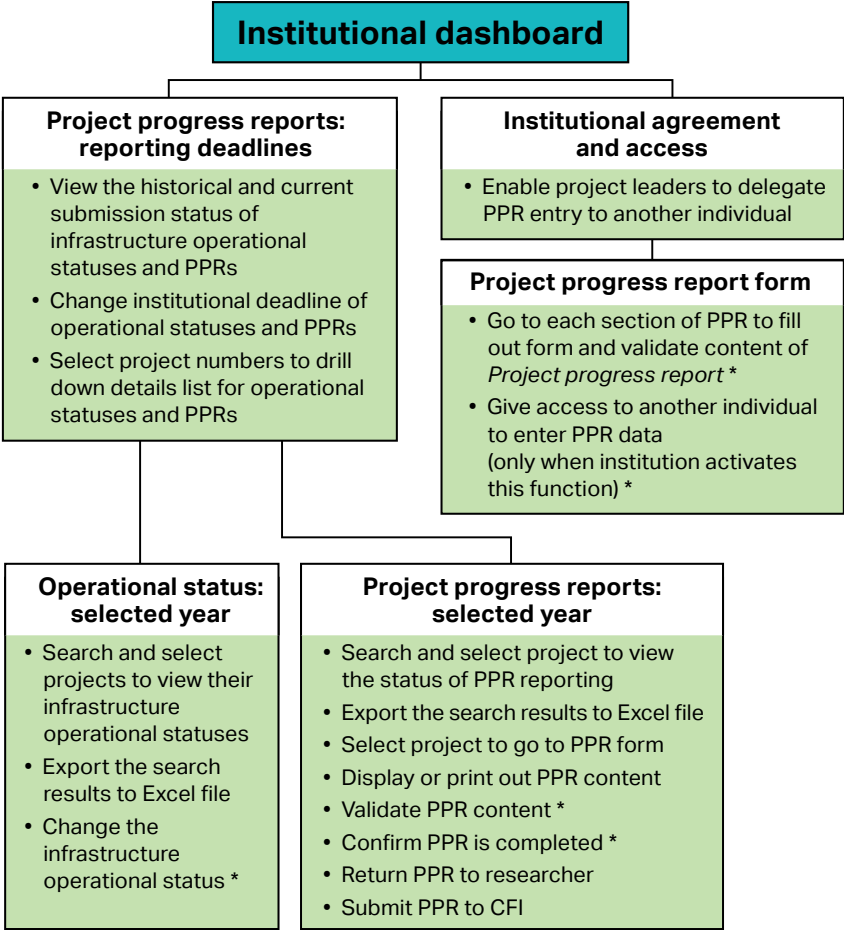 Institutional dashboard
Project progress reports:
reporting deadlines
• View the historical and current
submission status of
infrastructure operational
statuses and PPRs
• Change institutional deadline of
operational statuses and PPRs
• Select project numbers to drill
down details list for operational
statuses and PPRs
Institutional agreement
and access
• Enable project leaders to delegate
PPR entry to another individual
Project progress report form
• Go to each section of PPR to fill
out form and validate content of
Project progress report *
• Give access to another individual
to enter PPR data
(only when institution activates
this function) *
Operational status:
selected year
• Search and select
projects to view their
infrastructure
operational statuses
• Export the search
results to Excel file
• Change the
infrastructure
operational status *
Project progress reports:
selected year
• Search and select project to view
the status of PPR reporting
• Export the search results to Excel file
• Select project to go to PPR form
• Display or print out PPR content
• Validate PPR content *
• Confirm PPR is completed *
• Return PPR to researcher
• Submit PPR to CFI